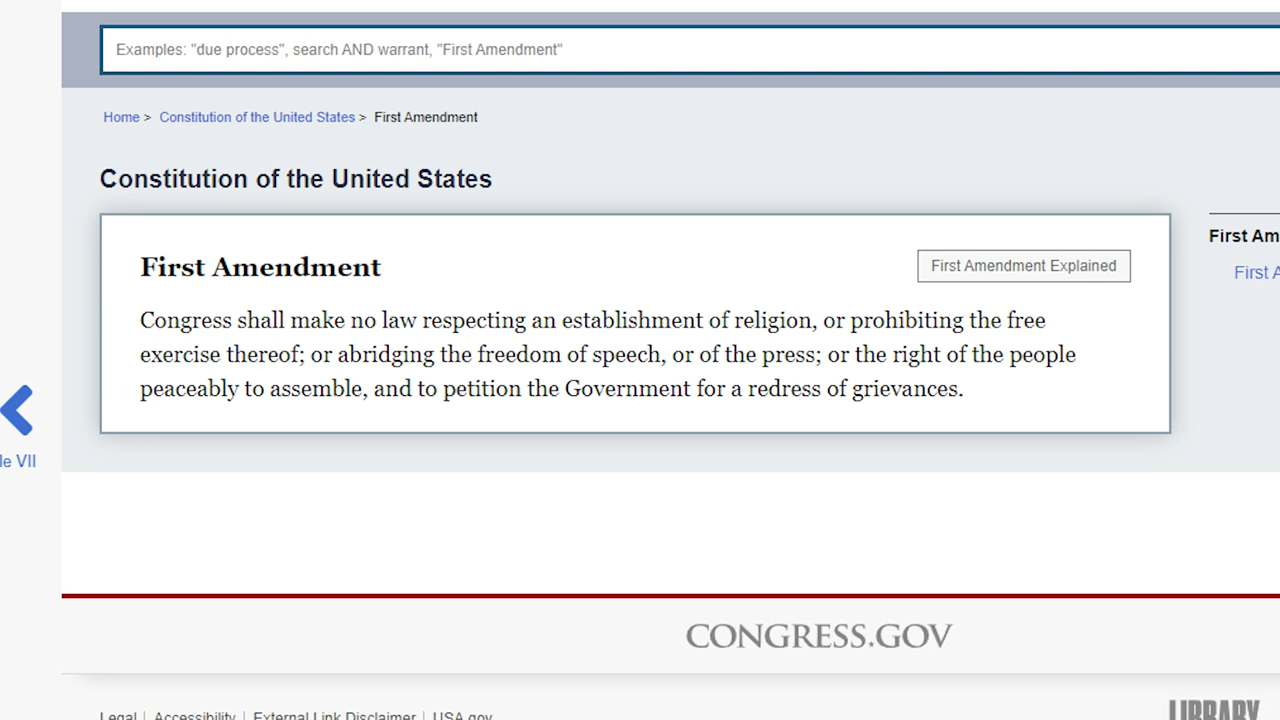 Examples: "due process", search AND warrant, "First Amendment"
Home > Constitution of the United States > First Amendment
Constitution of the United States
First Amendment
First Amendment Explained
Congress shall make no law respecting an establishment of religion, or prohibiting the free
exercise thereof; or abridging the freedom of speech, or of the press; or the right of the people
peaceably to assemble, and to petition the Government for a redress of grievances.
First Am
First A
le VII
CONGRESS.GOV
Legal | Accessibility | External Link Disclaimer | USA.gov
LIBRARY